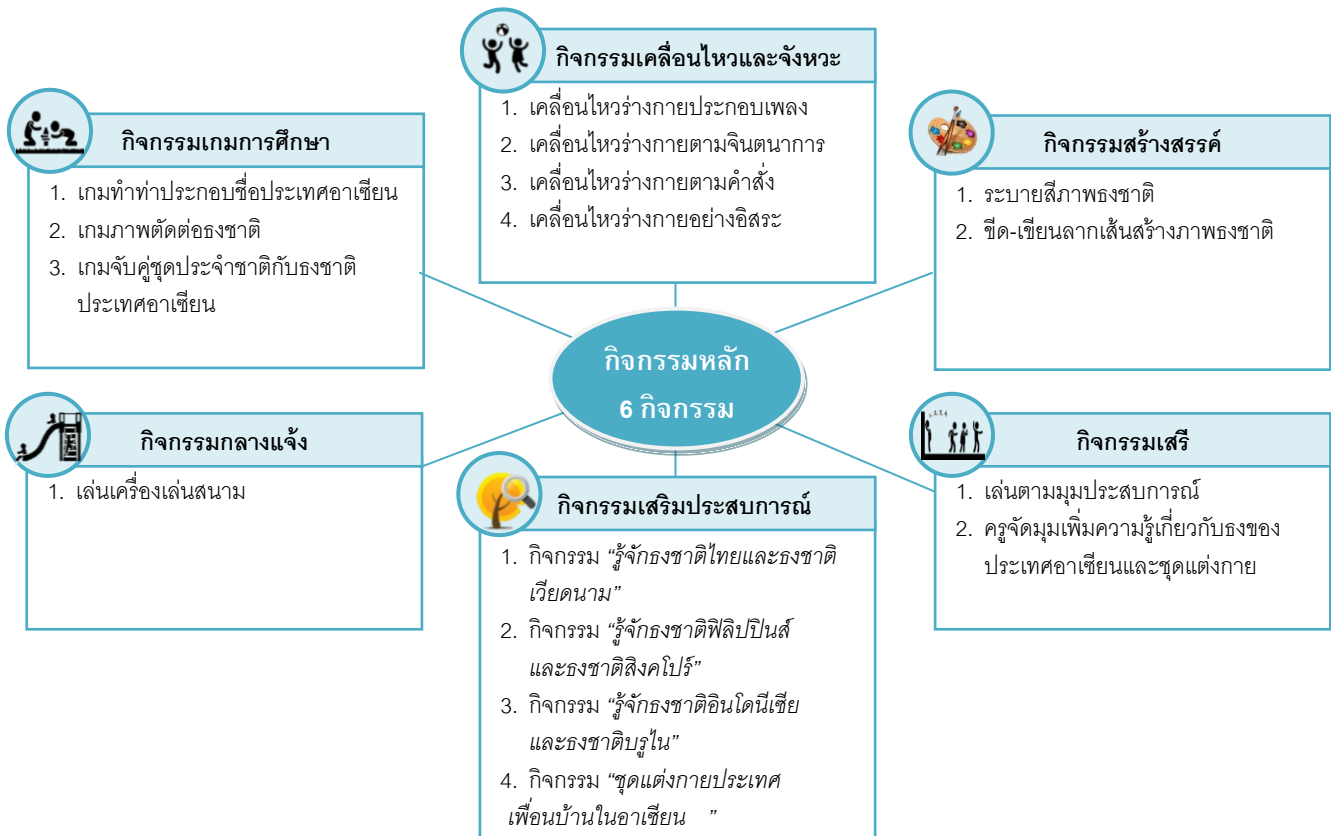 กิจกรรมเคลื่อนไหวและจังหวะ
1. เคลื่อนไหวร่างกายประกอบเพลง
2. เคลื่อนไหวร่างกายตามจินตนาการ
3. เคลื่อนไหวร่างกายตามคำสั่ง
4. เคลื่อนไหวร่างกายอย่างอิสระ
กิจกรรมเกมการศึกษา
1. เกมทำท่าประกอบชื่อประเทศอาเซียน
2. เกมภาพตัดต่อธงชาติ
3. เกมจับคู่ชุดประจำชาติกับธงชาติ
ประเทศอาเซียน
กิจกรรมสร้างสรรค์
1. ระบายสีภาพธงชาติ
2. ขีด-เขียนลากเส้นสร้างภาพธงชาติ
กิจกรรมหลัก
6 กิจกรรม
กิจกรรมกลางแจ้ง
1. เล่นเครื่องเล่นสนาม
กิจกรรมเสริมประสบการณ์
1. กิจกรรม “รู้จักธงชาติไทยและธงชาติ
เวียดนาม”
2. กิจกรรม “รู้จักธงชาติฟิลิปปินส์
และธงชาติสิงคโปร์”
3. กิจกรรม “รู้จักธงชาติอินโดนีเซีย
และธงชาติบรูไน”
4. กิจกรรม “ชุดแต่งกายประเทศ
เพื่อนบ้านในอาเซียน ”
กิจกรรมเสรี
1. เล่นตามมุมประสบการณ์
2. ครูจัดมุมเพิ่มความรู้เกี่ยวกับธงของ
ประเทศอาเซียนและชุดแต่งกาย